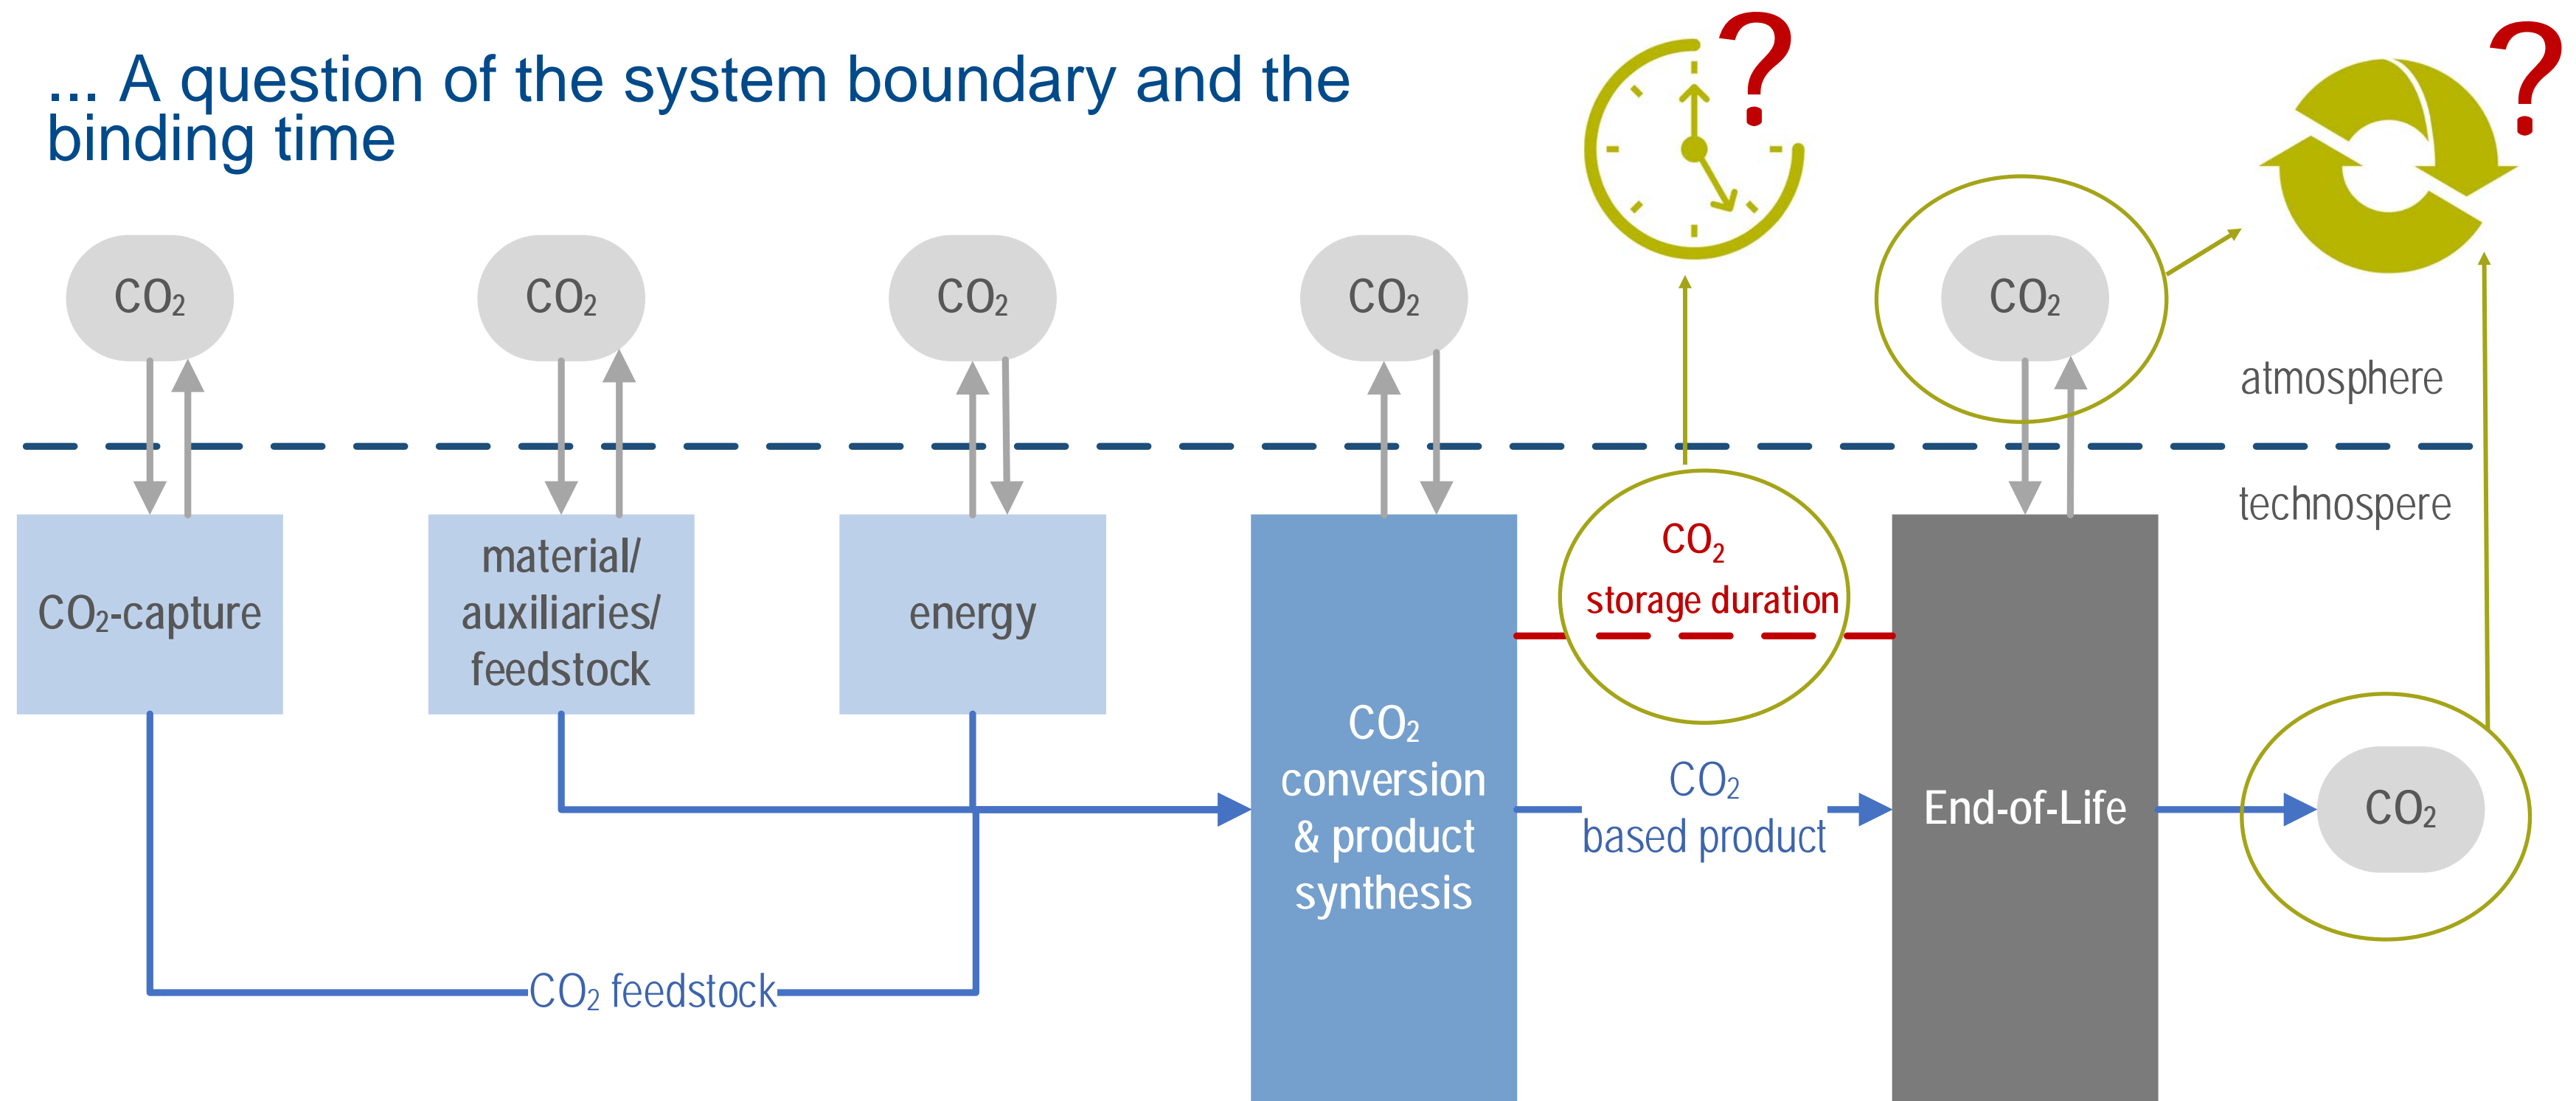 ... A question of the system boundary and the
binding time
?
?
CO₂
CO₂
CO₂
CO₂
CO₂
atmosphere
technospere
CO₂-capture
material/
auxiliaries/
feedstock
energy
CO₂
conversion
& product
synthesis
CO₂
storage duration
CO₂
based product
End-of-Life
CO₂
CO₂ feedstock